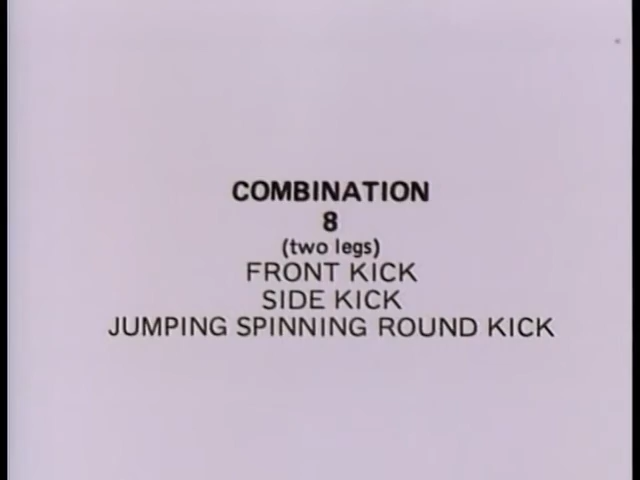 COMBINATION
8
(two legs)
FRONT KICK
SIDE KICK
JUMPING SPINNING ROUND KICK